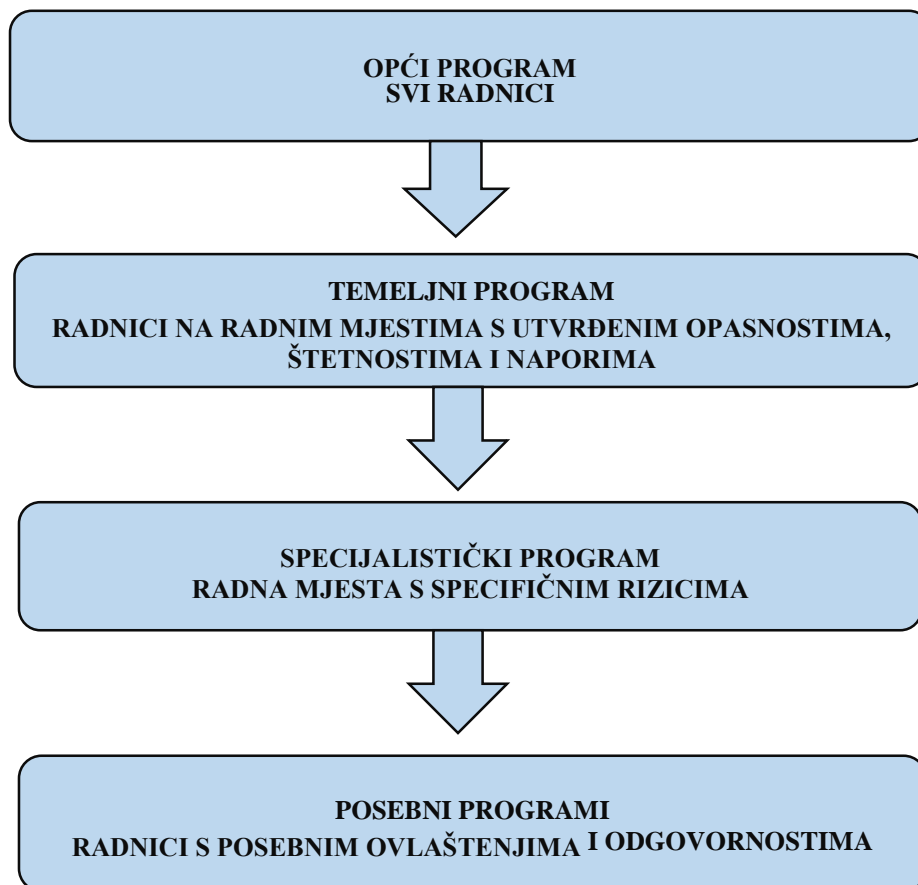 OPĆI PROGRAM
SVI RADNICI
TEMELJNI PROGRAM
RADNICI NA RADNIM MJESTIMA S UTVRĐENIM OPASNOSTIMA,
ŠTETNOSTIMA I NAPORIMA
SPECIJALISTIČKI PROGRAM
RADNA MJESTA S SPECIFIČNIM RIZICIMA
POSEBNI PROGRAMI
RADNICI S POSEBNIM OVLAŠTENJIMA I ODGOVORNOSTIMA